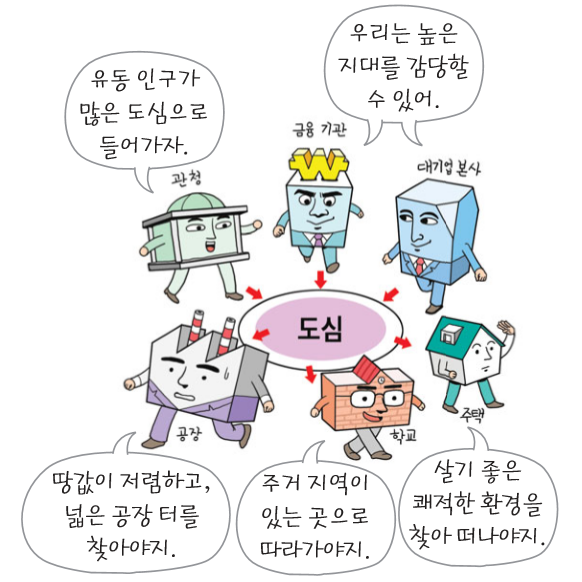 우리는 높은
지대를 감당할
수 있어.
유동 인구가
많은 도심으로
들어가자.
금융 기관
대기업 본사
관청
도심
공장
학교
주택
땅값이 저렴하고,
넓은 공장 터를
찾아야지.
주거 지역이
있는 곳으로
따라가야지.
살기 좋은
쾌적한 환경을
찾아 떠나야지.